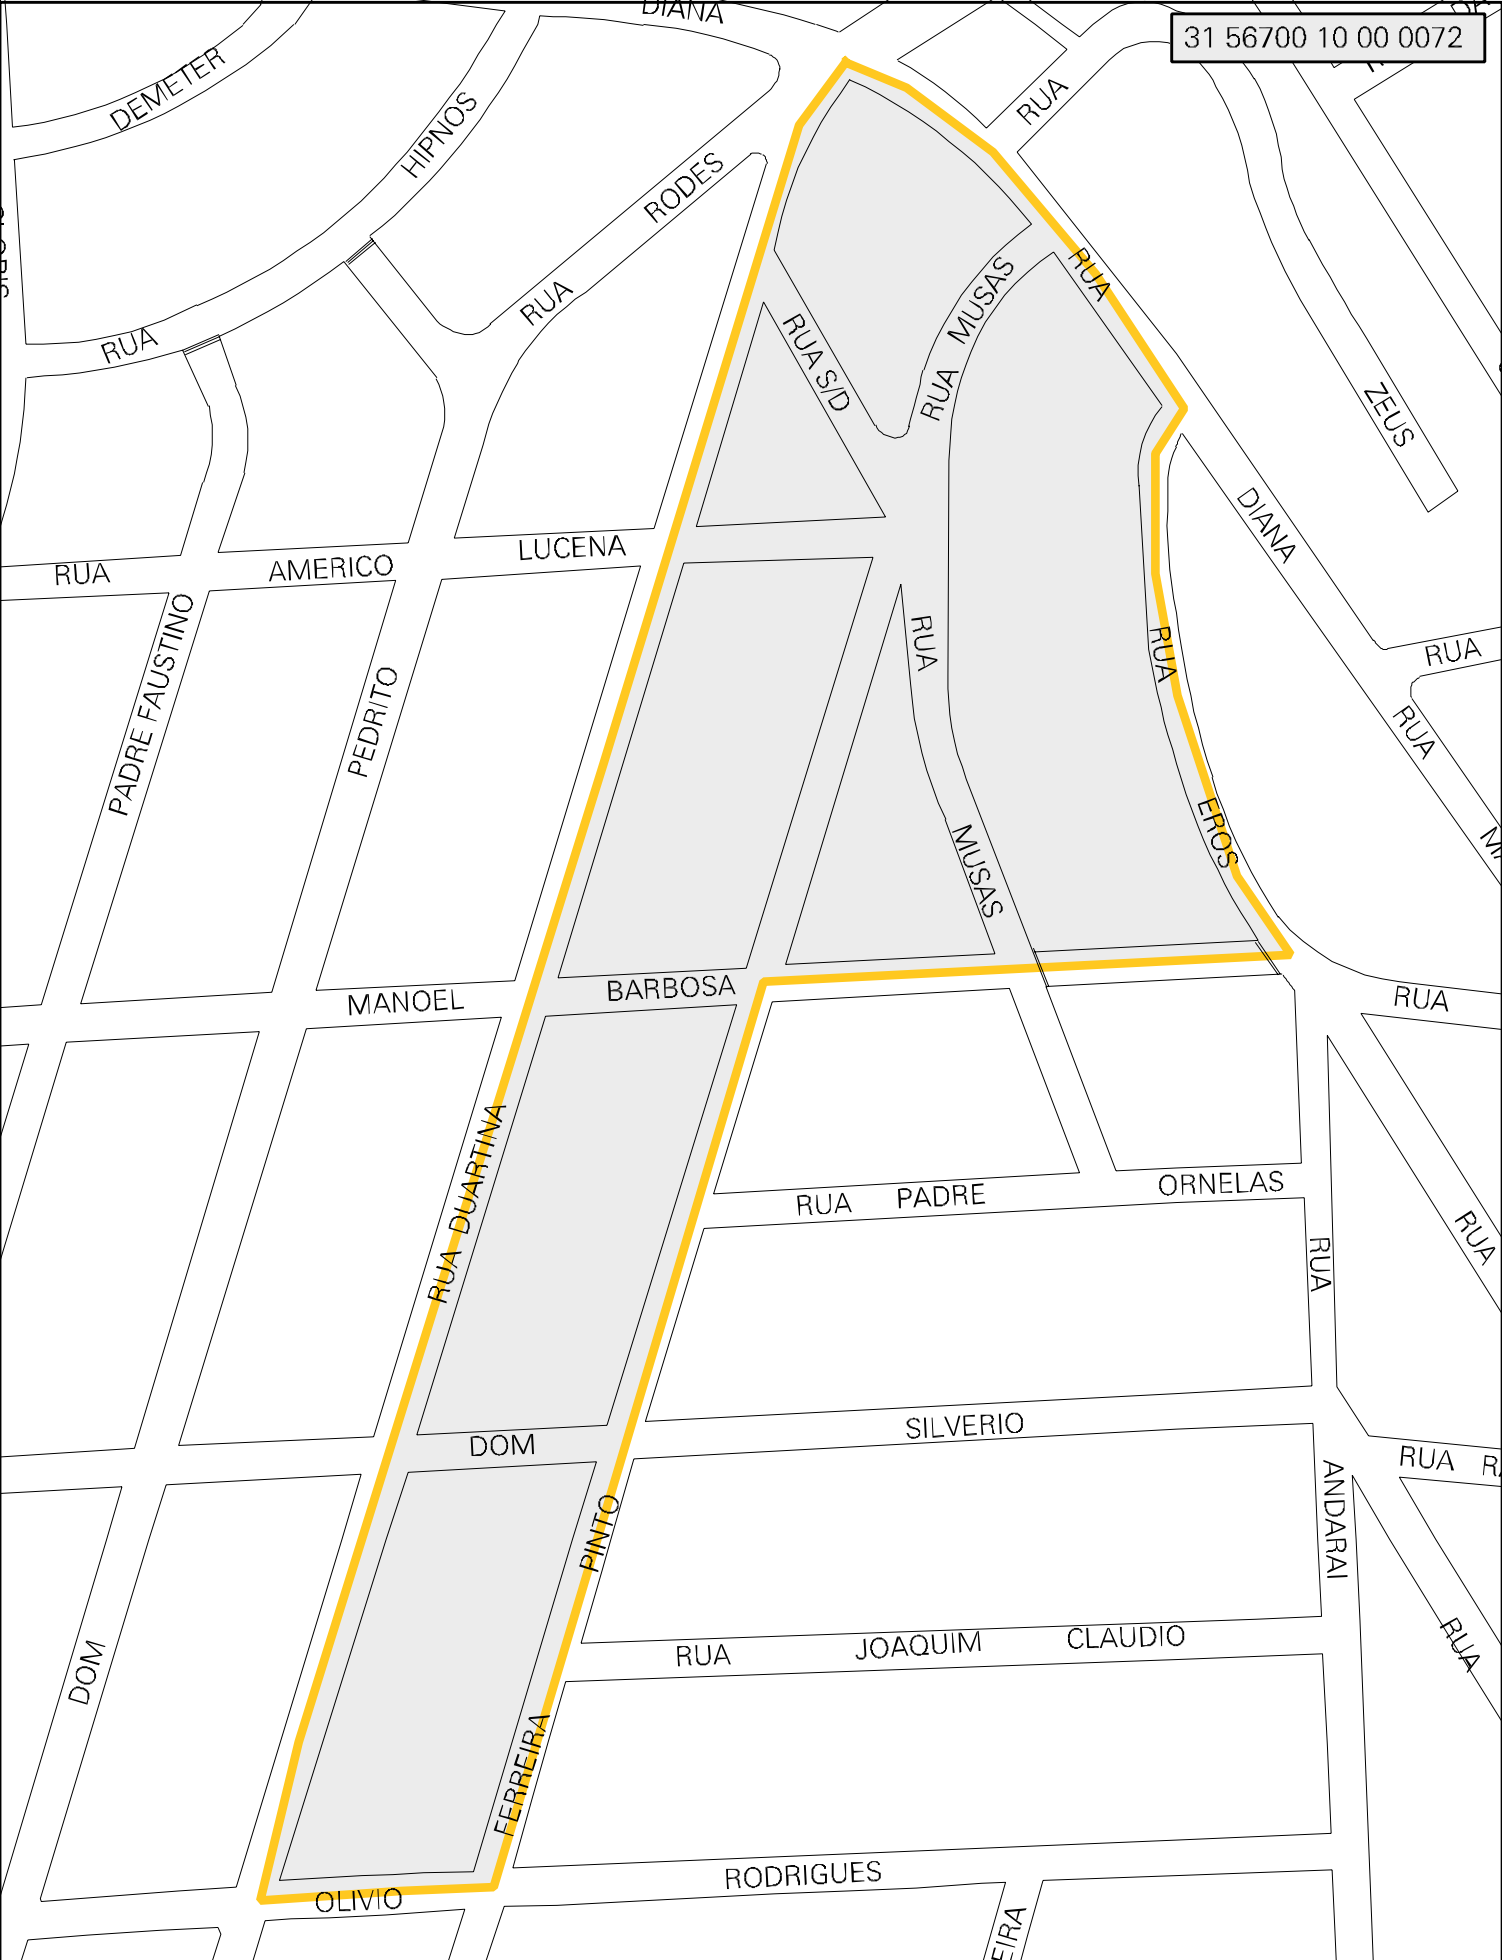 DIANA
31 56700 10 00 0072
DEMETER
HIPNOS
RUA
RODES
RUA
RUA
MUSAS
RUA
RUA
RUA S/D
RUA
ZEUS
DIANA
LUCENA
AMERICO
RUA
PADRE FAUSTINO
RUA
RUA
RUA
PEDRITO
RUA
EROS
MUSAS
BARBOSA
MANOEL
RUA
RUA DUARTINA
ORNELAS
PADRE
RUA
RUA
RUA
SILVERIO
DOM
RUA
ANDARAI
PINTO
RUA
CLAUDIO
JOAQUIM
RUA
DOM
FERREIRA
RODRIGUES
OLIVIO